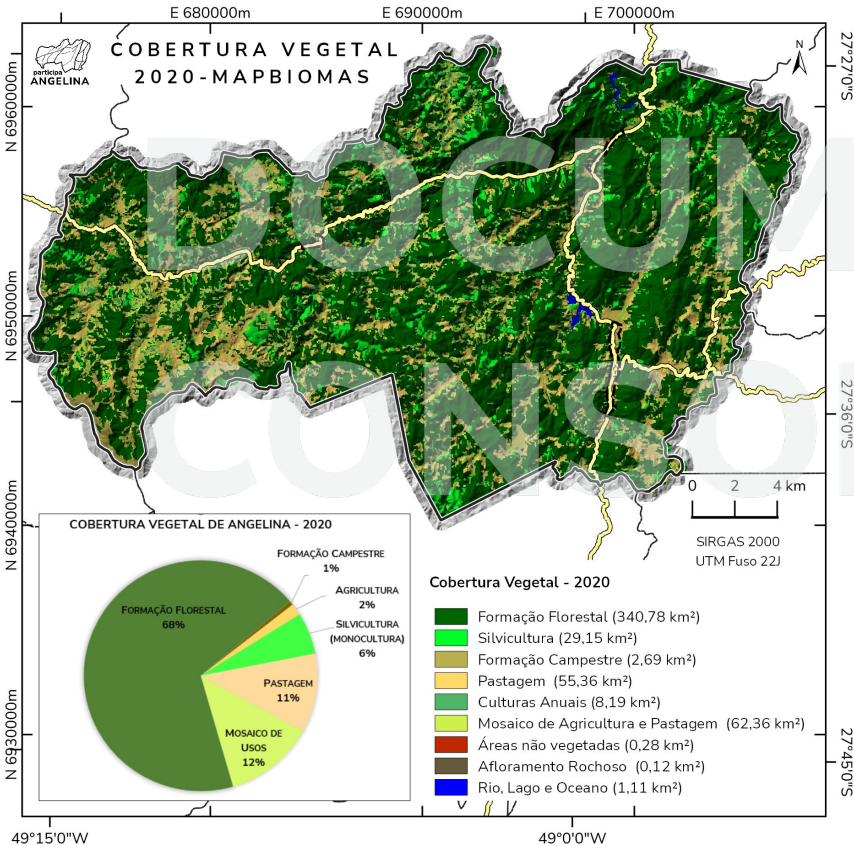 E 680000m
E 690000m
E 700000m
COBERTURA VEGETAL
2020-MAPBIOMAS
participa
ANGELINA
N
27°27'0"S
N 6960000m
DOCUM
N 6950000m
27°36'0"S
CONSO
0 2 4 km
N 6940000m
SIRGAS 2000
UTM Fuso 22J
COBERTURA VEGETAL DE ANGELINA - 2020
FORMAÇÃO CAMPESTRE
1%
AGRICULTURA
2%
SILVICULTURA
(MONOCULTURA)
6%
FORMAÇÃO FLORESTAL
68%
PASTAGEM
11%
MOSAICO DE
USOS
12%
Cobertura Vegetal - 2020
Formação Florestal (340,78 km²)
Silvicultura (29,15 km²)
Formação Campestre (2,69 km²)
Pastagem (55,36 km²)
Culturas Anuais (8,19 km²)
Mosaico de Agricultura e Pastagem (62,36 km²)
Áreas não vegetadas (0,28 km²)
Afloramento Rochoso (0,12 km²)
Rio, Lago e Oceano (1,11 km²)
N 6930000m
27°45'0"S
49°15'0"W
49°0'0"W